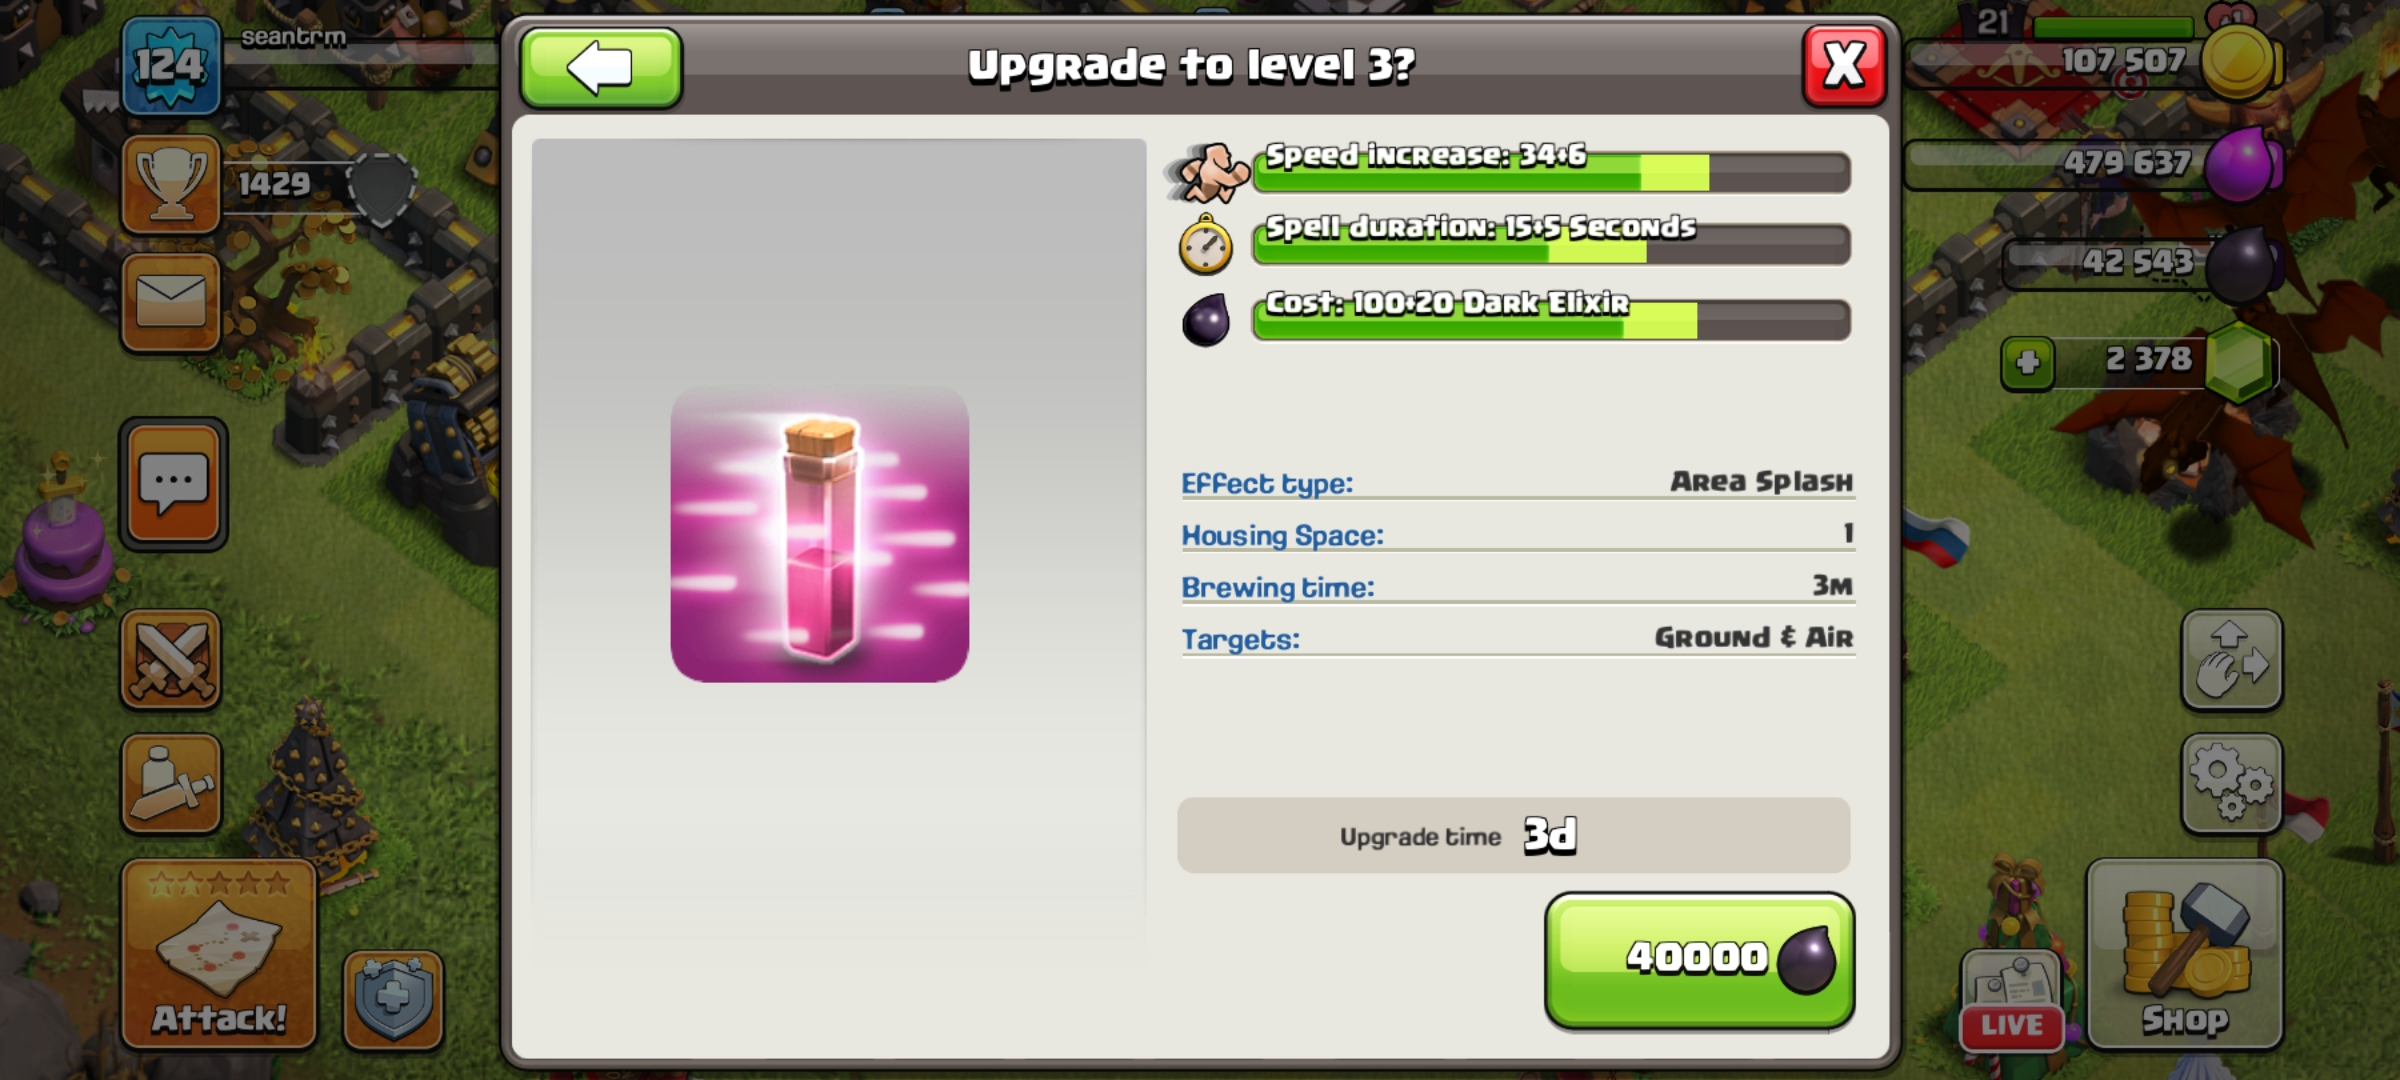 124
seantrm
1429
Upgrade to level 3?
X
21
+1
107 507
479 637
42 543
2 378
Speed increase: 34+6
Spell duration: 15+5 Seconds
Cost: 100+20 Dark Elixir
Effect type: Area Splash
Housing Space: 1
Brewing time: 3m
Targets: Ground & Air
Upgrade time 3d
40000
Attack!
LIVE
Shop